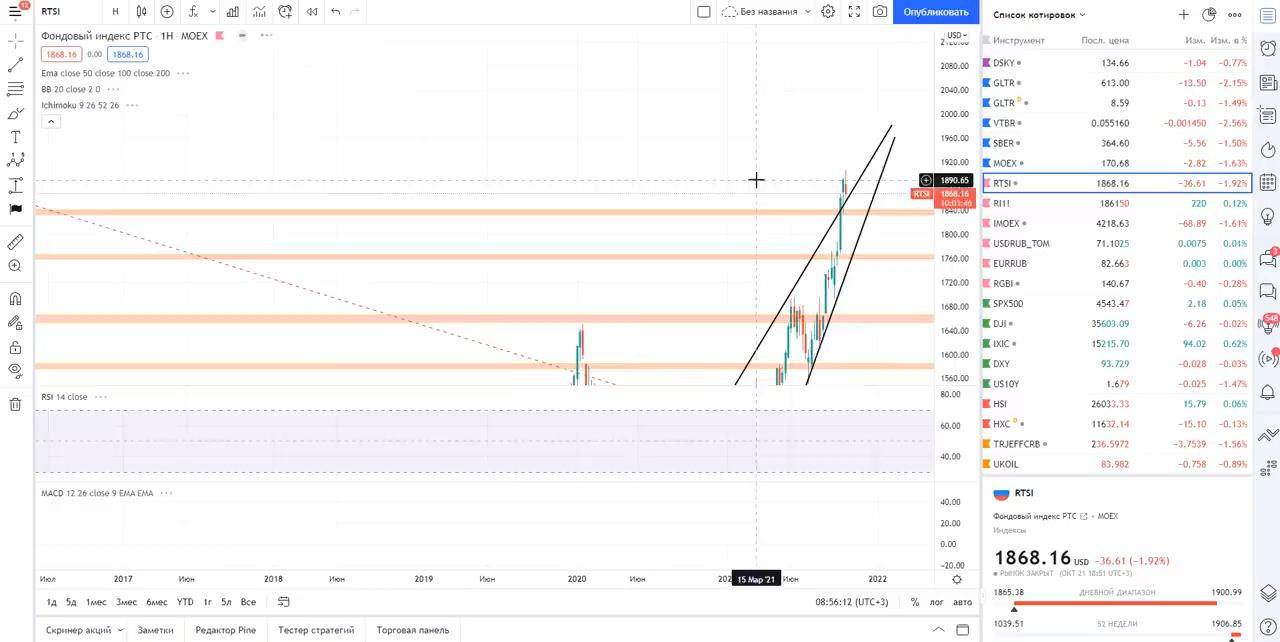 12
RTSI
Н
Без названия
Опубликовать
Список котировок
Фондовый индекс РТС · 1Н · MOEX
1868.16 0.00 1868.16
Ema close 50 close 100 close 200
BB 20 close 2 0
Ichimoku 9 26 52 26
USD
2120.00
2080.00
2040.00
2000.00
1960.00
1920.00
1890.65
RTSI 1868.16
10:03:46
1840.00
1800.00
1760.00
1720.00
1680.00
1640.00
1600.00
1560.00
RSI 14 close
80.00
60.00
40.00
MACD 12 26 close 9 EMA EMA
40.00
20.00
0.00
-20.00
Июл 2017 Июн 2018 Июн 2019 Июн 2020 Июн 15 Мар '21 Июн 2022
1д 5д 1мес 3мес 6мес YTD 1г 5л Все
08:56:12 (UTC+3) % лог авто
Скринер акций Заметки Редактор Pine Тестер стратегий Торговая панель
Инструмент Посл. цена Изм. Изм. в %
DSKY 134.66 -1.04 -0.77%
GLTR 613.00 -13.50 -2.15%
GLTR D 8.59 -0.13 -1.49%
VTBR 0.055160 -0.001450 -2.56%
SBER 364.60 -5.56 -1.50%
MOEX 170.68 -2.82 -1.63%
RTSI 1868.16 -36.61 -1.92%
RI1! 186150 220 0.12%
IMOEX 4218.63 -68.89 -1.61%
USDRUB_TOM 71.1025 0.0075 0.01%
EURRUB 82.663 0.003 0.00%
RGBI 140.67 -0.40 -0.28%
SPX500 4543.47 2.18 0.05%
DJI 35603.09 -6.26 -0.02%
IXIC 15215.70 94.02 0.62%
DXY 93.729 -0.028 -0.03%
US10Y 1.679 -0.025 -1.47%
HSI 26033.33 15.79 0.06%
HXC D 11632.14 -15.10 -0.13%
TRJEFFCRB 236.5972 -3.7539 -1.56%
UKOIL 83.982 -0.758 -0.89%
RTSI
Фондовый индекс РТС · MOEX
Индексы
1868.16 USD -36.61 (-1.92%)
РЫНОК ЗАКРЫТ (OKT 21 18:51 UTC+3)
1865.38 ДНЕВНОЙ ДИАПАЗОН 1900.99
1039.51 52 НЕДЕЛИ 1906.85
3
548